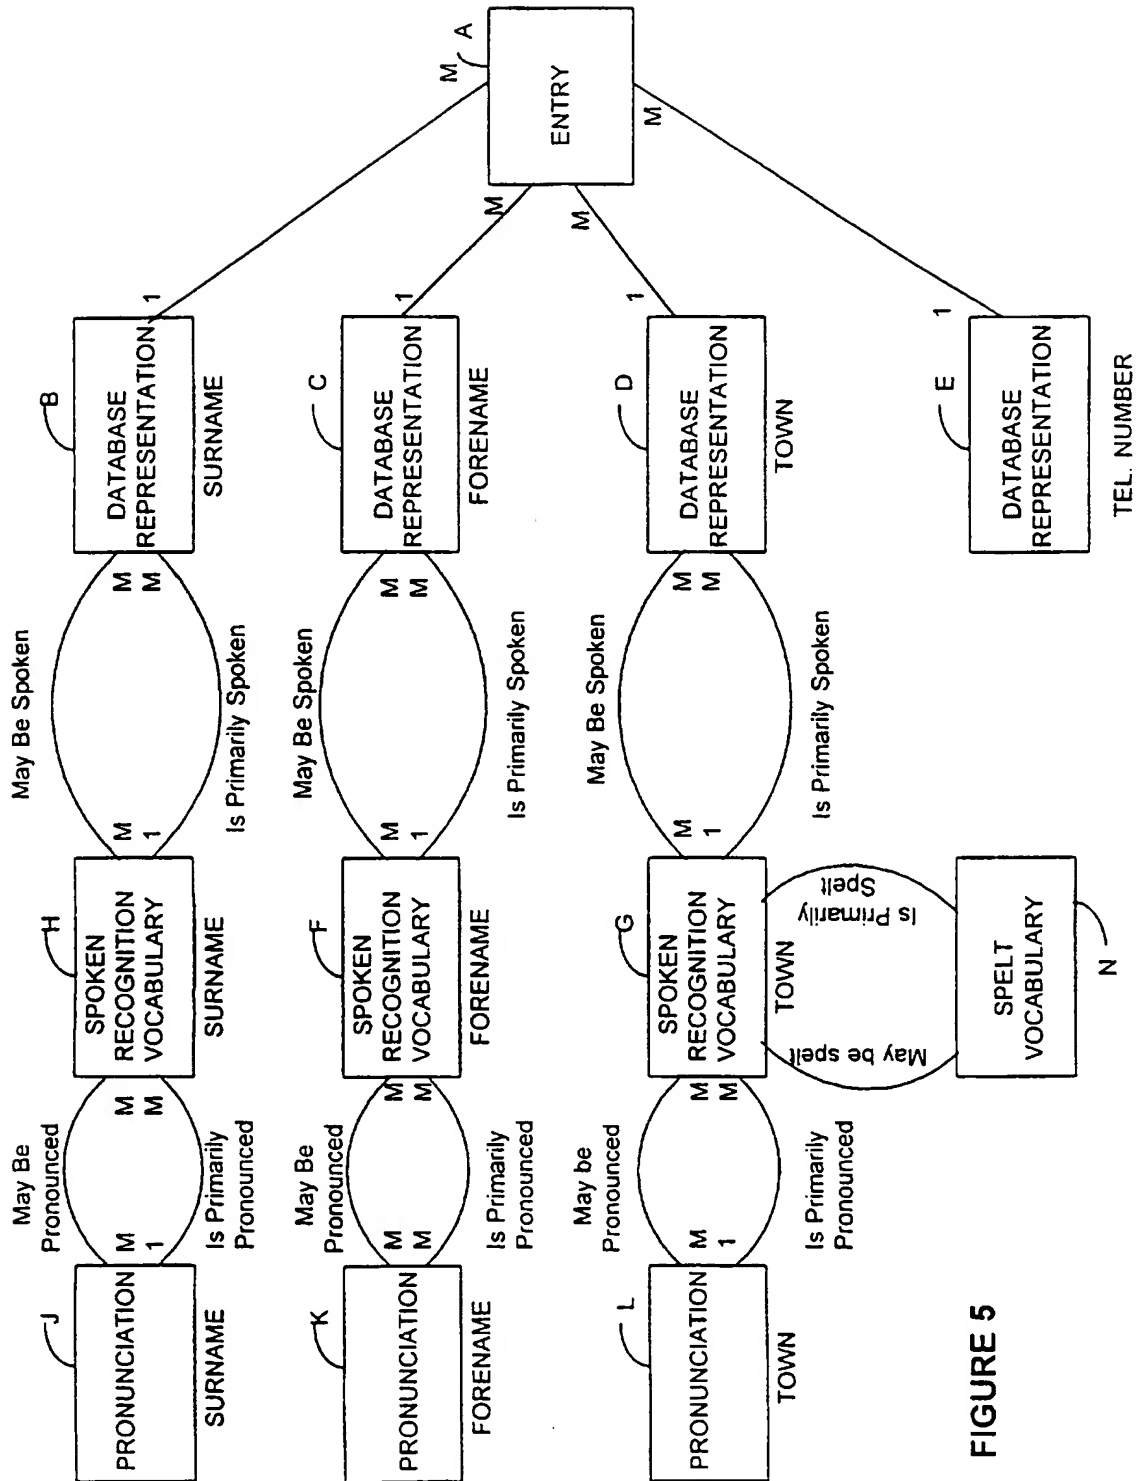 May Be
Pronounced
May Be Spoken
J
H
B
PRONUNCIATION
M
1
M
M
SPOKEN
RECOGNITION
VOCABULARY
M
1
M
M
DATABASE
REPRESENTATION
1
SURNAME
SURNAME
SURNAME
Is Primarily
Pronounced
Is Primarily Spoken
May Be
Pronounced
May Be Spoken
K
F
C
PRONUNCIATION
M
M
M
M
SPOKEN
RECOGNITION
VOCABULARY
M
1
M
M
DATABASE
REPRESENTATION
1
FORENAME
FORENAME
FORENAME
Is Primarily
Pronounced
Is Primarily Spoken
M
A
ENTRY
M
M
M
May be
Pronounced
May Be Spoken
L
G
D
PRONUNCIATION
M
1
M
M
SPOKEN
RECOGNITION
VOCABULARY
M
1
M
M
DATABASE
REPRESENTATION
1
TOWN
TOWN
TOWN
Is Primarily
Pronounced
Is Primarily Spoken
May be spelt
Is Primarily
Spelt
SPELT
VOCABULARY
N
E
1
DATABASE
REPRESENTATION
TEL. NUMBER
FIGURE 5